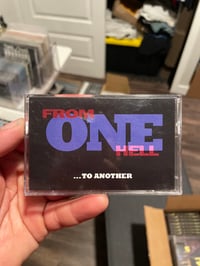 FROM
ONE
HELL
...TO ANOTHER